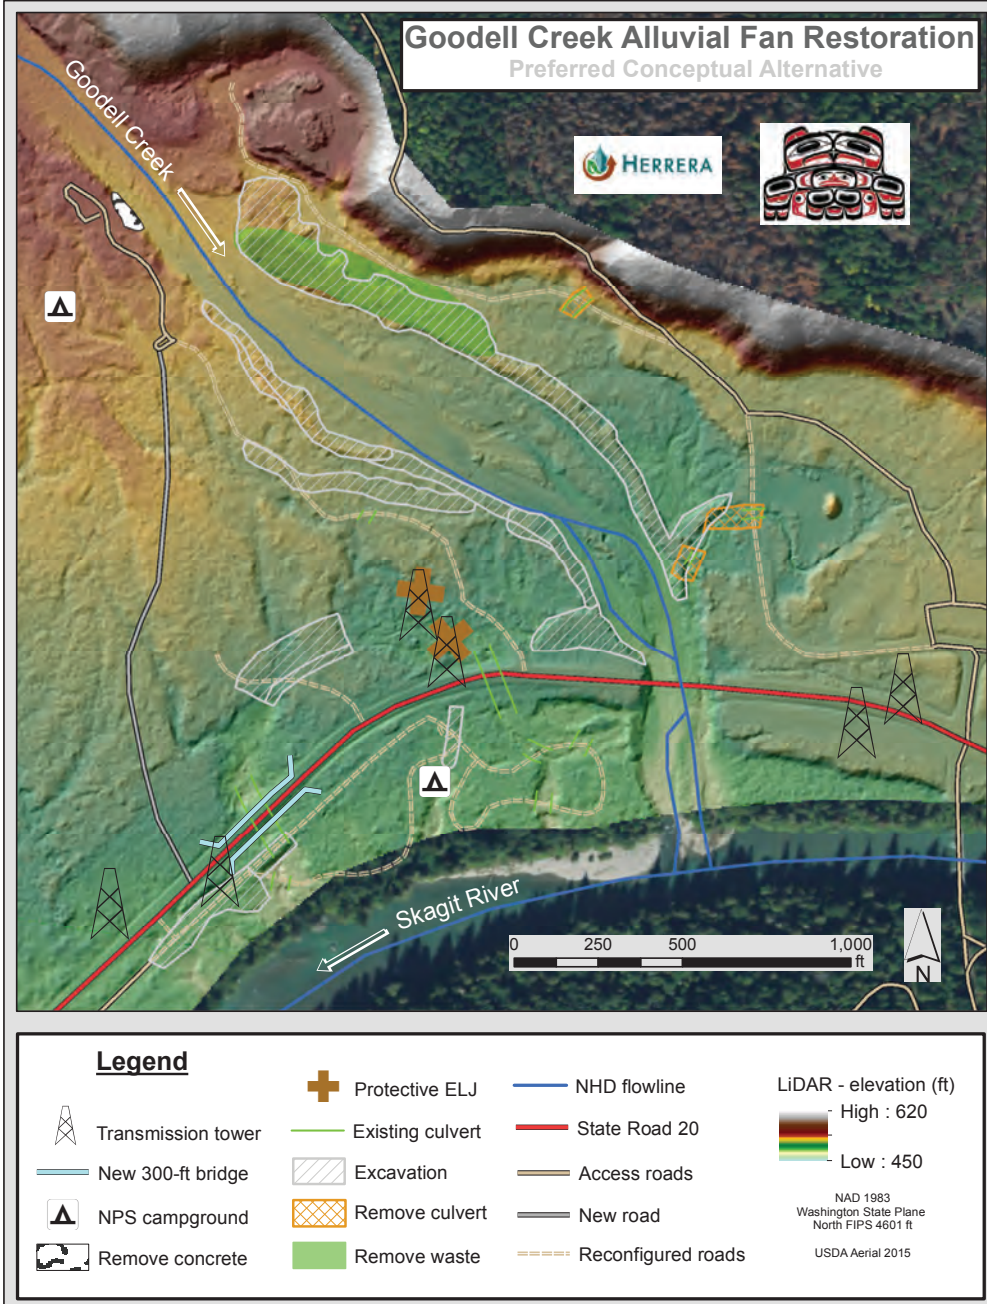 Goodell Creek Alluvial Fan Restoration
Preferred Conceptual Alternative
Goodell Creek
HERRERA
Skagit River
0 250 500 1,000
ft
N
Legend
Transmission tower
New 300-ft bridge
NPS campground
Remove concrete
Protective ELJ
Existing culvert
Excavation
Remove culvert
Remove waste
NHD flowline
State Road 20
Access roads
New road
Reconfigured roads
LiDAR - elevation (ft)
High : 620
Low : 450
NAD 1983
Washington State Plane
North FIPS 4601 ft
USDA Aerial 2015